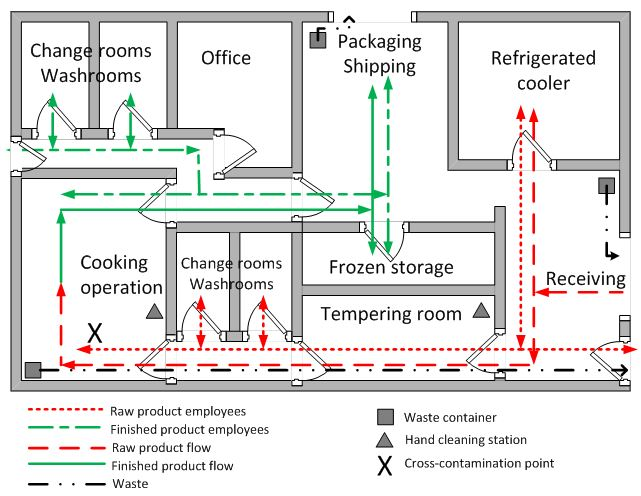 Change rooms
Washrooms
Office
Packaging
Shipping
Refrigerated
cooler
Cooking
operation
Change rooms
Washrooms
Frozen storage
Receiving
Tempering room
X
Raw product employees
Finished product employees
Raw product flow
Finished product flow
Waste
Waste container
Hand cleaning station
X Cross-contamination point